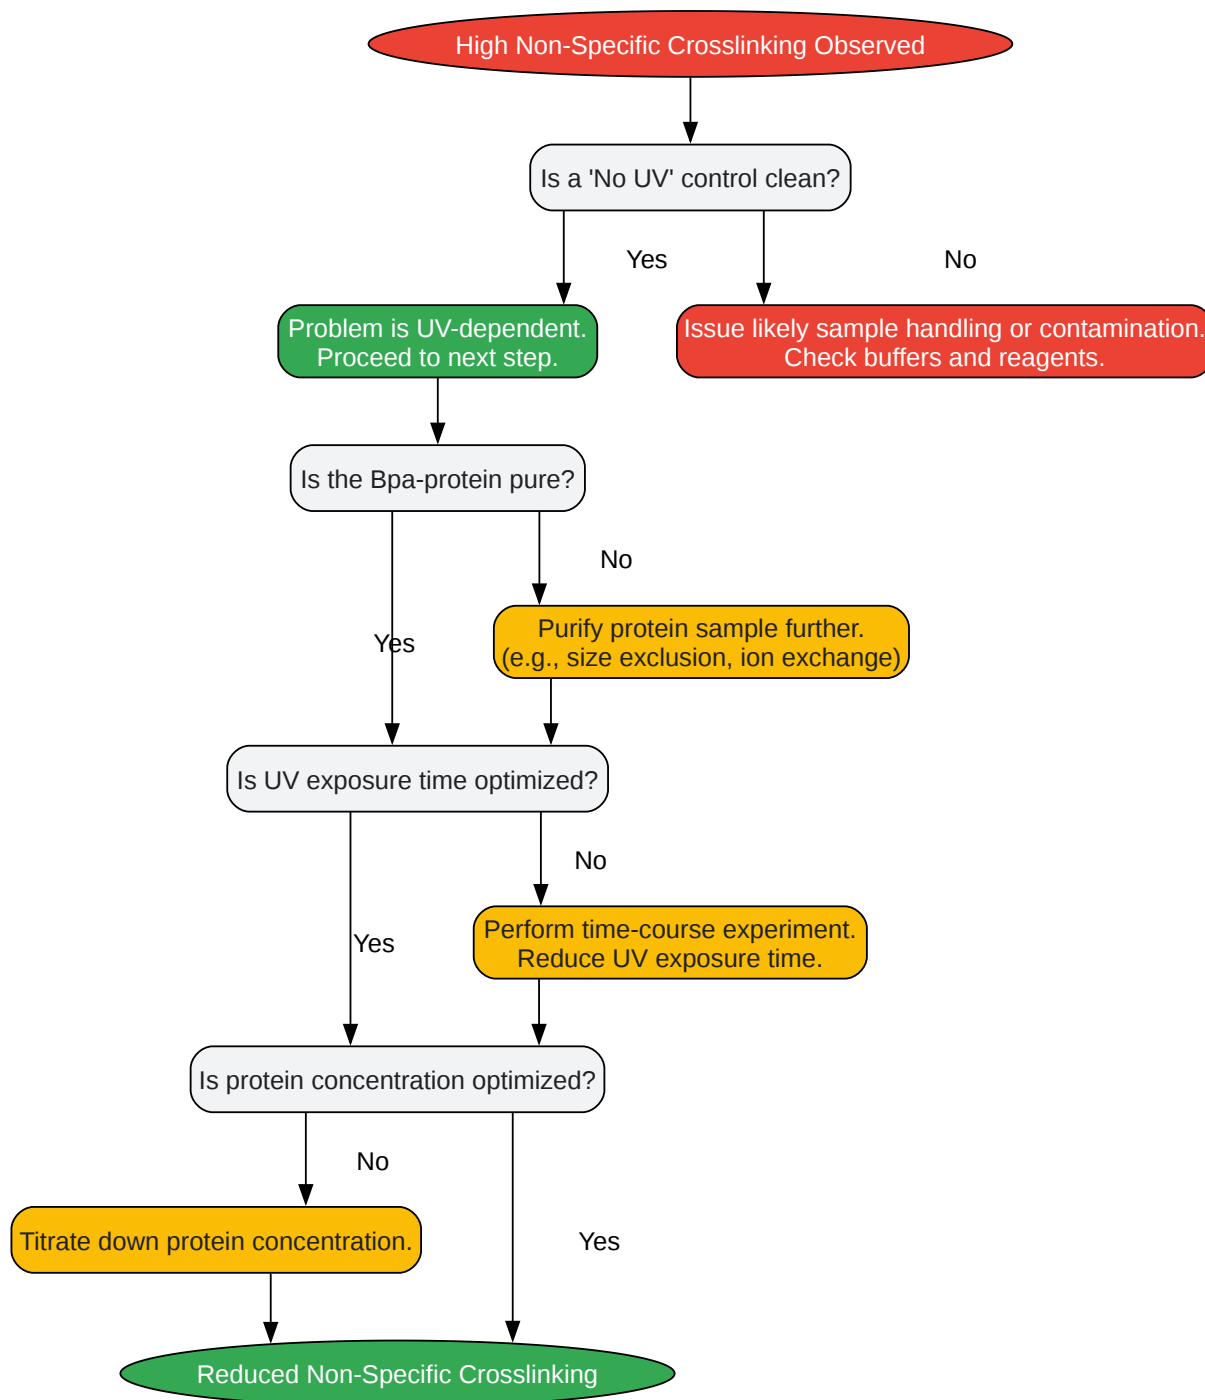 High Non-Specific Crosslinking Observed
Is a 'No UV' control clean?
Yes
No
Problem is UV-dependent.
Proceed to next step.
Issue likely sample handling or contamination.
Check buffers and reagents.
Is the Bpa-protein pure?
No
Yes
Purify protein sample further.
(e.g., size exclusion, ion exchange)
Is UV exposure time optimized?
No
Yes
Perform time-course experiment.
Reduce UV exposure time.
Is protein concentration optimized?
No
Titrate down protein concentration.
Yes
Reduced Non-Specific Crosslinking